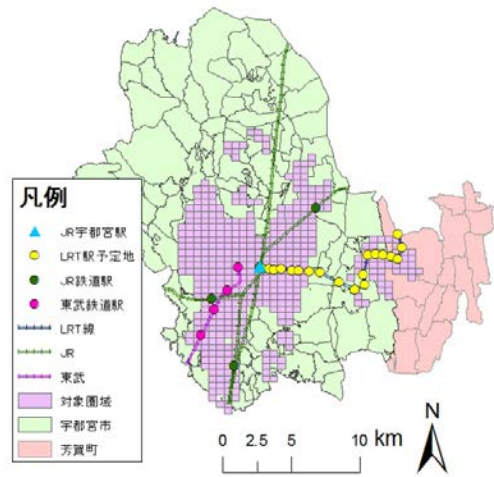 凡例
JR宇都宮駅
LRT駅予定地
JR鉄道駅
東武鉄道駅
LRT線
JR
東武
対象圏域
宇都宮市
芳賀町
N
0 2.5 5 10 km